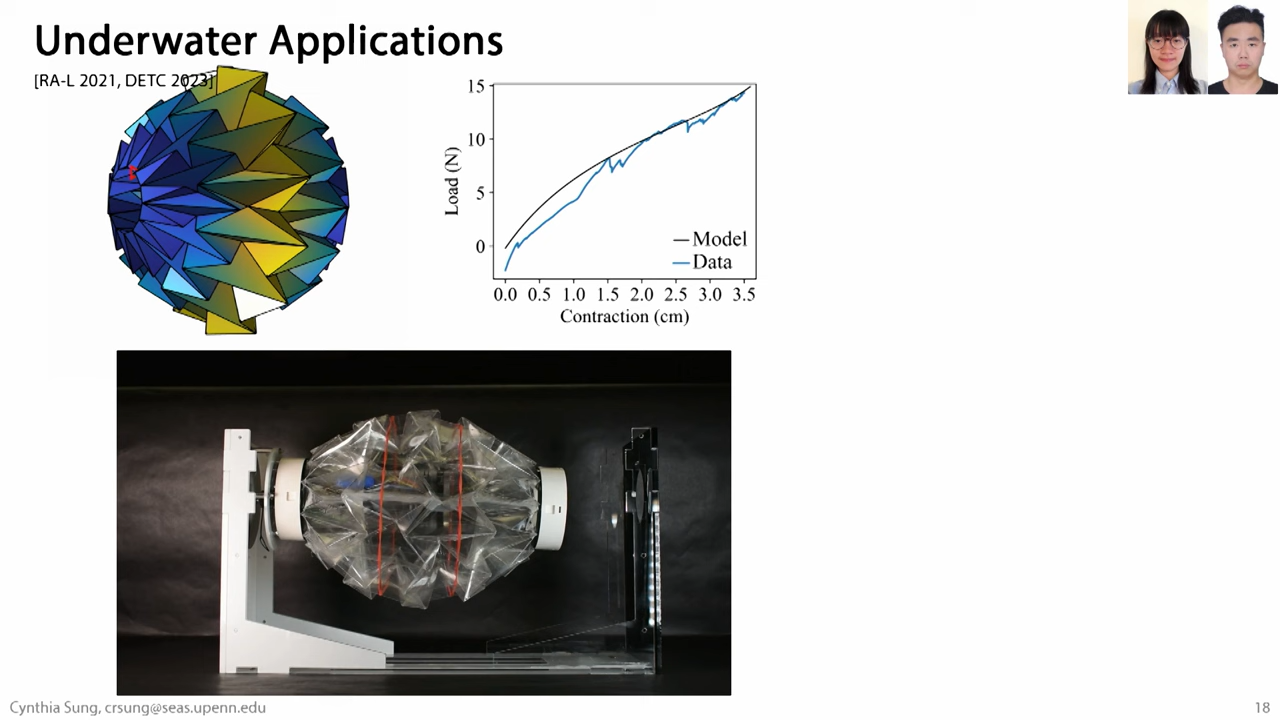 Underwater Applications
[RA-L 2021, DETC 2023]
15
10
5
0
Load (N)
Model
Data
0.0 0.5 1.0 1.5 2.0 2.5 3.0 3.5
Contraction (cm)
Cynthia Sung, crsung@seas.upenn.edu
18